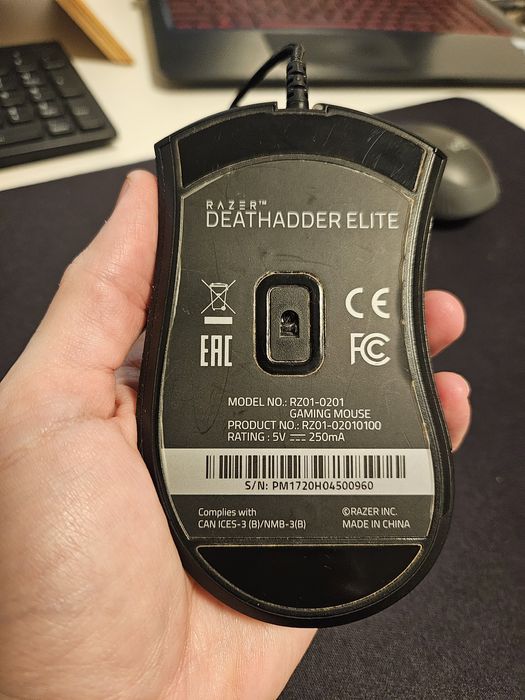 RAZER™
DEATHADDER ELITE
CE
EAC
FC
MODEL NO.: RZ01-0201
GAMING MOUSE
PRODUCT NO.: RZ01-02010100
RATING : 5V ⎓ 250mA
S/N: PM1720H04500960
Complies with
CAN ICES-3 (B)/NMB-3(B)
©RAZER INC.
MADE IN CHINA